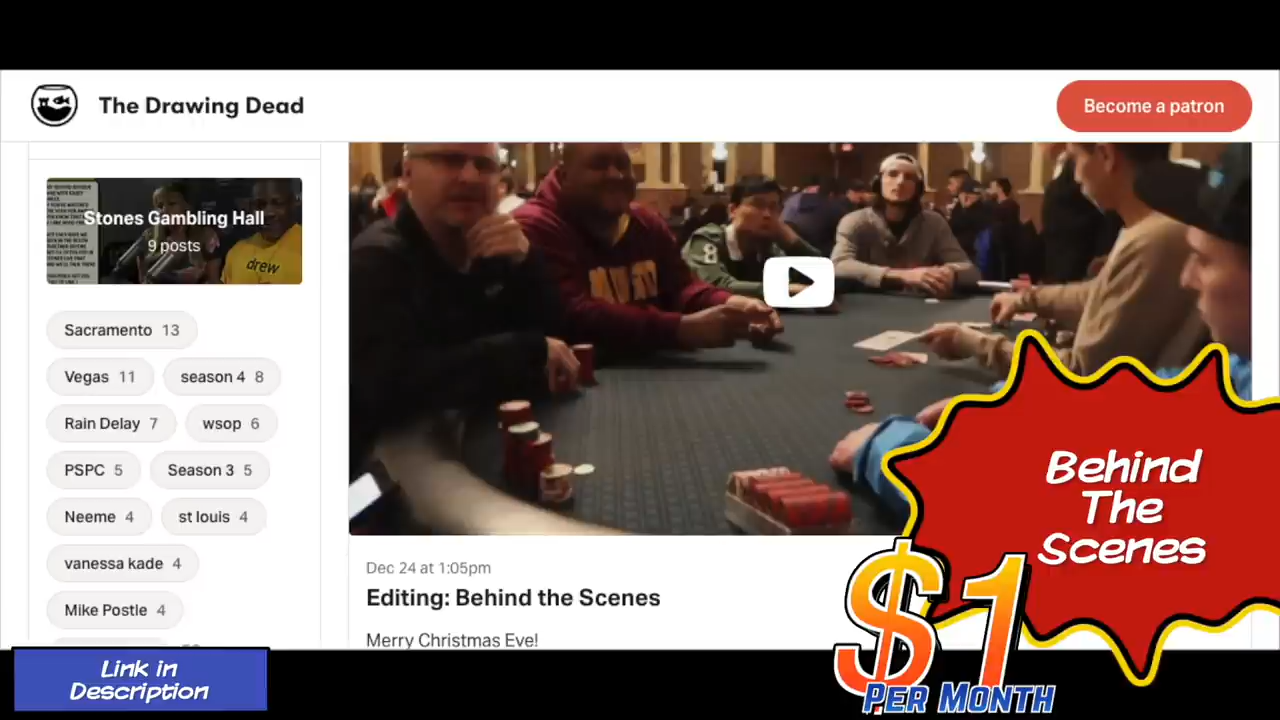 The Drawing Dead
Become a patron
Stones Gambling Hall
9 posts
drew
Sacramento 13
Vegas 11
season 4 8
Rain Delay 7
wsop 6
PSPC 5
Season 3 5
Neeme 4
st louis 4
vanessa kade 4
Mike Postle 4
8
Dec 24 at 1:05pm
Editing: Behind the Scenes
Merry Christmas Eve!
Behind
The
Scenes
$1
Per Month
Link in
Description